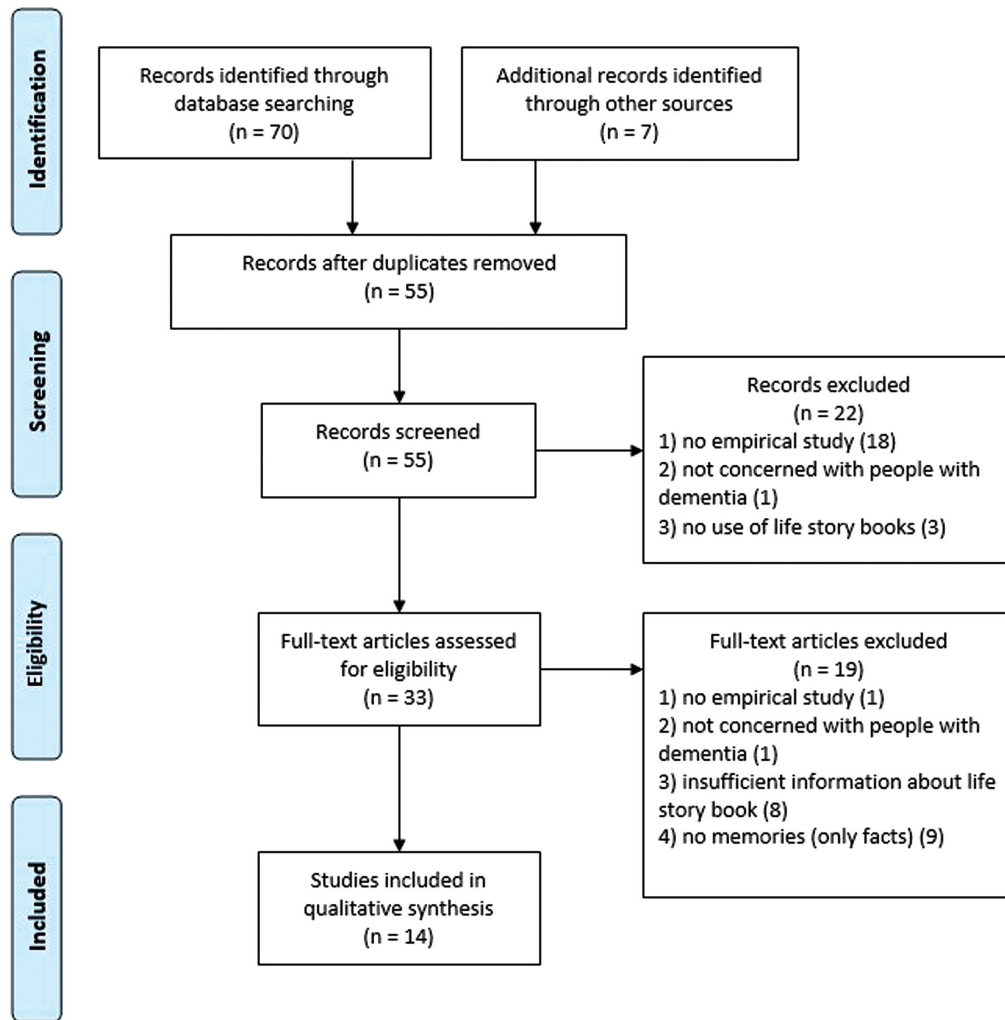 Identification
Records identified through
database searching
(n = 70)
Additional records identified
through other sources
(n = 7)
Records after duplicates removed
(n = 55)
Screening
Records screened
(n = 55)
Records excluded
(n = 22)
1) no empirical study (18)
2) not concerned with people with
dementia (1)
3) no use of life story books (3)
Eligibility
Full-text articles assessed
for eligibility
(n = 33)
Full-text articles excluded
(n = 19)
1) no empirical study (1)
2) not concerned with people with
dementia (1)
3) insufficient information about life
story book (8)
4) no memories (only facts) (9)
Included
Studies included in
qualitative synthesis
(n = 14)